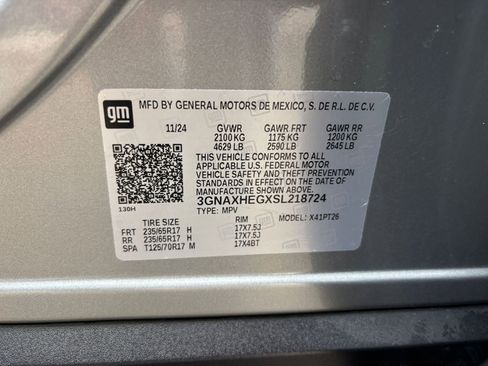 gm
MFD BY GENERAL MOTORS DE MEXICO, S. DE R.L. DE C.V.
11/24 GVWR GAWR FRT GAWR RR
2100 KG 1175 KG 1200 KG
4629 LB 2590 LB 2645 LB
THIS VEHICLE CONFORMS TO ALL
APPLICABLE U.S. FEDERAL MOTOR
VEHICLE SAFETY AND THEFT PREVENTION
STANDARDS IN EFFECT ON THE DATE OF
MANUFACTURE SHOWN ABOVE.
3GNAXHEGXSL218724
130H TYPE: MPV MODEL: X41PT26
TIRE SIZE RIM
FRT 235/65R17 H 17X7.5J
RR 235/65R17 H 17X7.5J
SPA T125/70R17 M 17X4BT